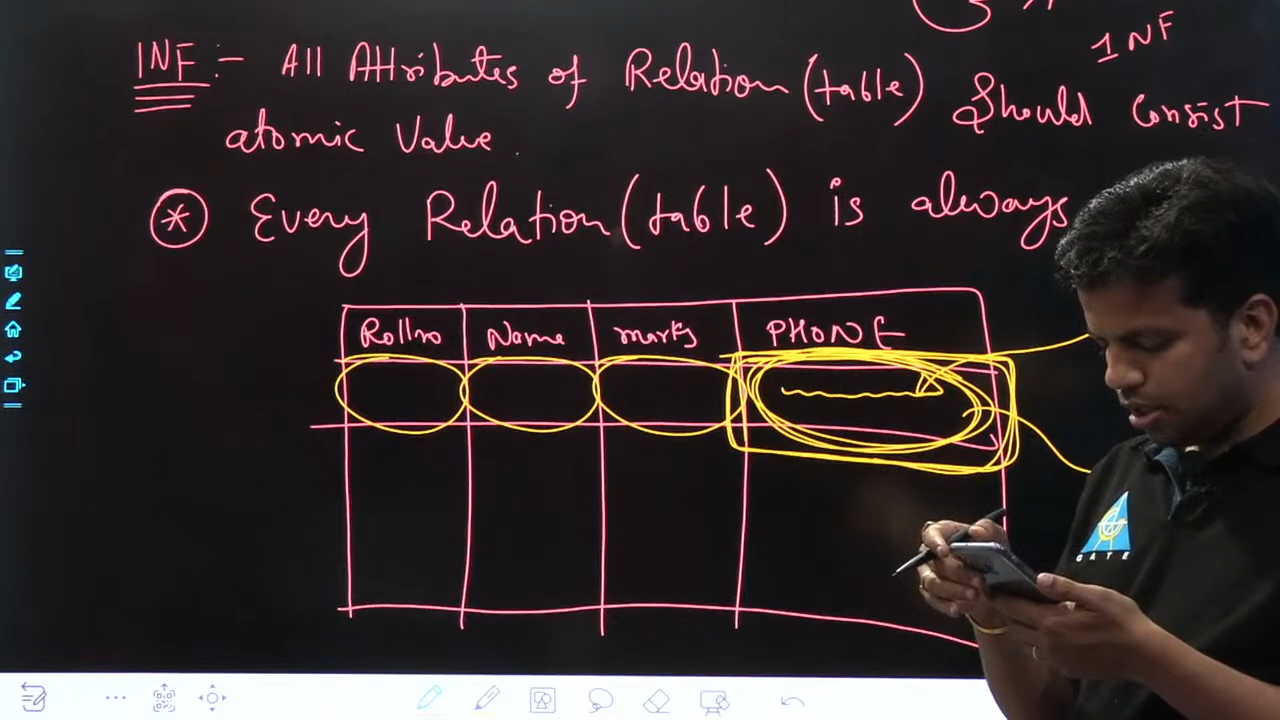 1NF
1NF :- All Attributes of Relation (table) Should Consist
atomic Value.
* Every Relation (table) is always
Rollno Name marks PHONE
GATE